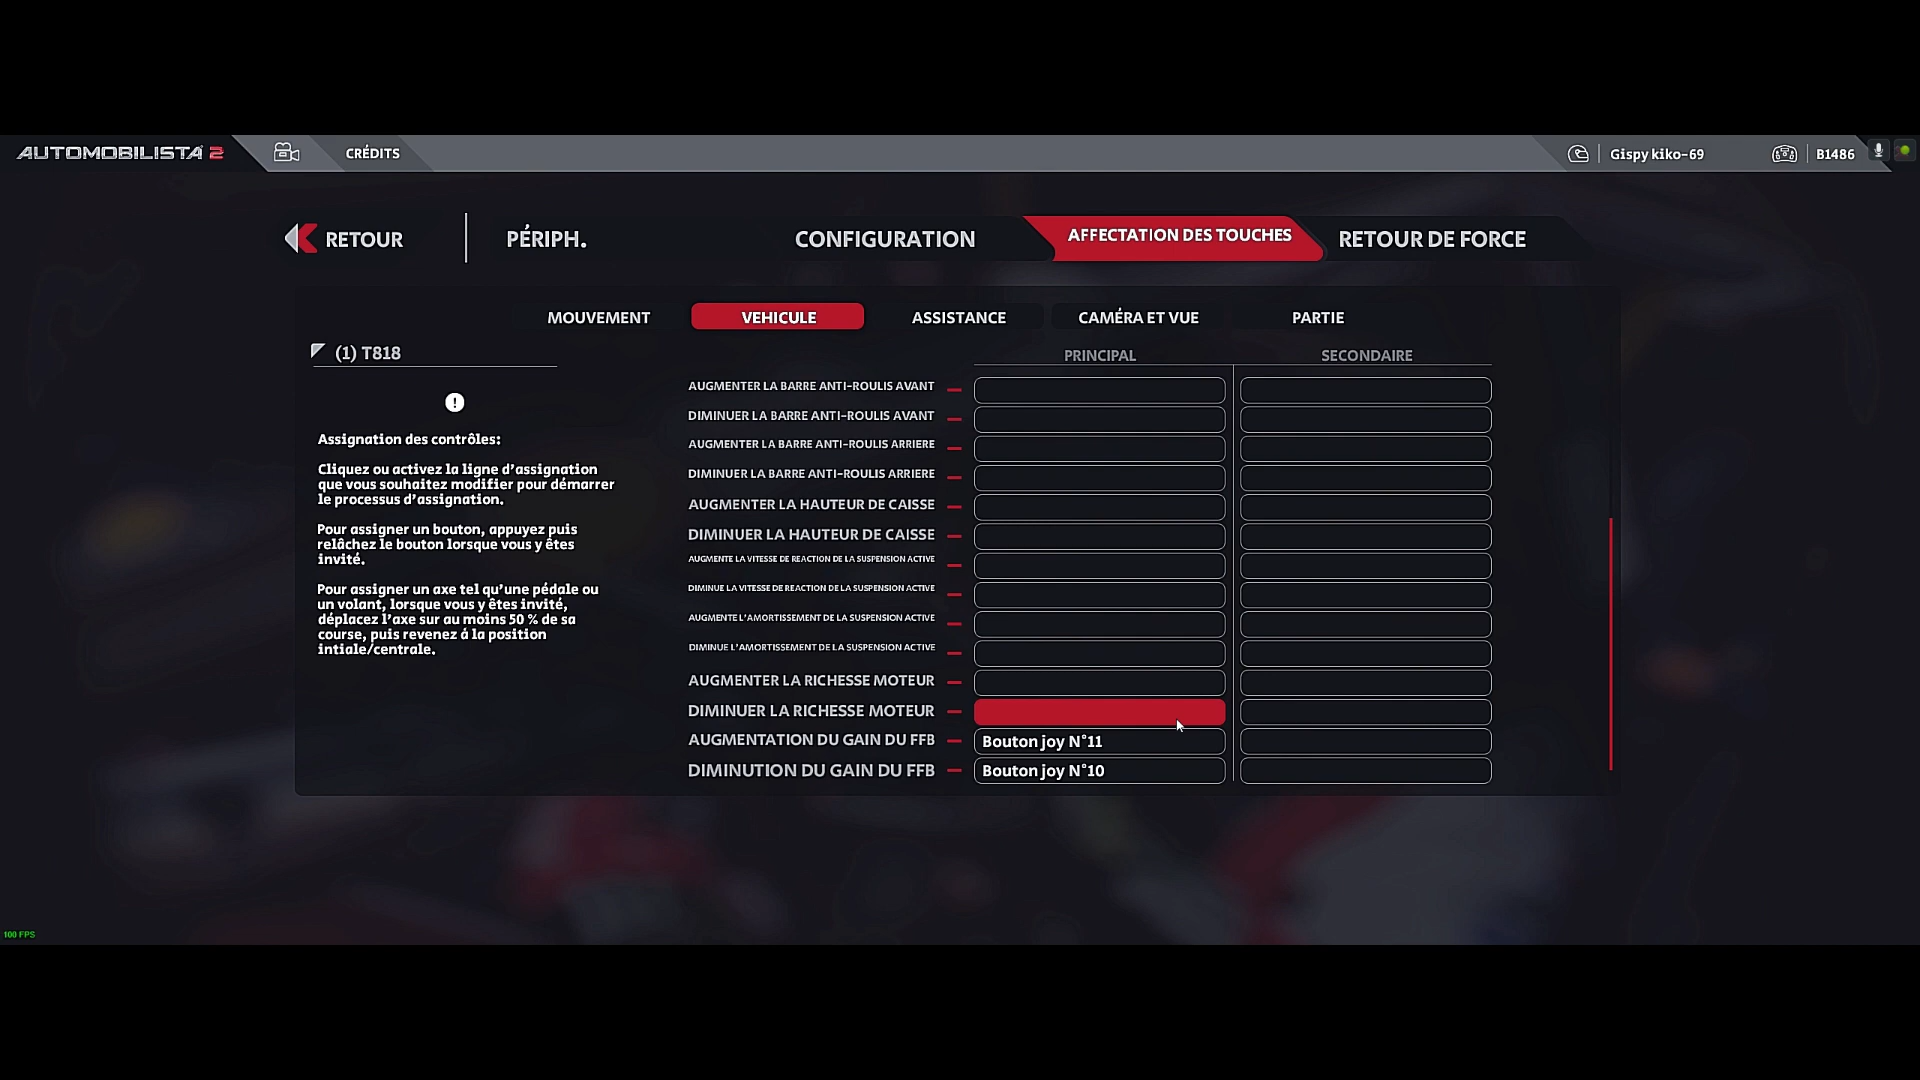 AUTOMOBILISTA 2
CRÉDITS
Gispy kiko-69
B1486
RETOUR
PÉRIPH.
CONFIGURATION
AFFECTATION DES TOUCHES
RETOUR DE FORCE
MOUVEMENT
VEHICULE
ASSISTANCE
CAMÉRA ET VUE
PARTIE
(1) T818
PRINCIPAL
SECONDAIRE
!
Assignation des contrôles:
Cliquez ou activez la ligne d'assignation
que vous souhaitez modifier pour démarrer
le processus d'assignation.
Pour assigner un bouton, appuyez puis
relâchez le bouton lorsque vous y êtes
invité.
Pour assigner un axe tel qu'une pédale ou
un volant, lorsque vous y êtes invité,
déplacez l'axe sur au moins 50 % de sa
course, puis revenez á la position
intiale/centrale.
AUGMENTER LA BARRE ANTI-ROULIS AVANT
DIMINUER LA BARRE ANTI-ROULIS AVANT
AUGMENTER LA BARRE ANTI-ROULIS ARRIERE
DIMINUER LA BARRE ANTI-ROULIS ARRIERE
AUGMENTER LA HAUTEUR DE CAISSE
DIMINUER LA HAUTEUR DE CAISSE
AUGMENTE LA VITESSE DE REACTION DE LA SUSPENSION ACTIVE
DIMINUE LA VITESSE DE REACTION DE LA SUSPENSION ACTIVE
AUGMENTE L'AMORTISSEMENT DE LA SUSPENSION ACTIVE
DIMINUE L'AMORTISSEMENT DE LA SUSPENSION ACTIVE
AUGMENTER LA RICHESSE MOTEUR
DIMINUER LA RICHESSE MOTEUR
AUGMENTATION DU GAIN DU FFB
Bouton joy N°11
DIMINUTION DU GAIN DU FFB
Bouton joy N°10
100 FPS